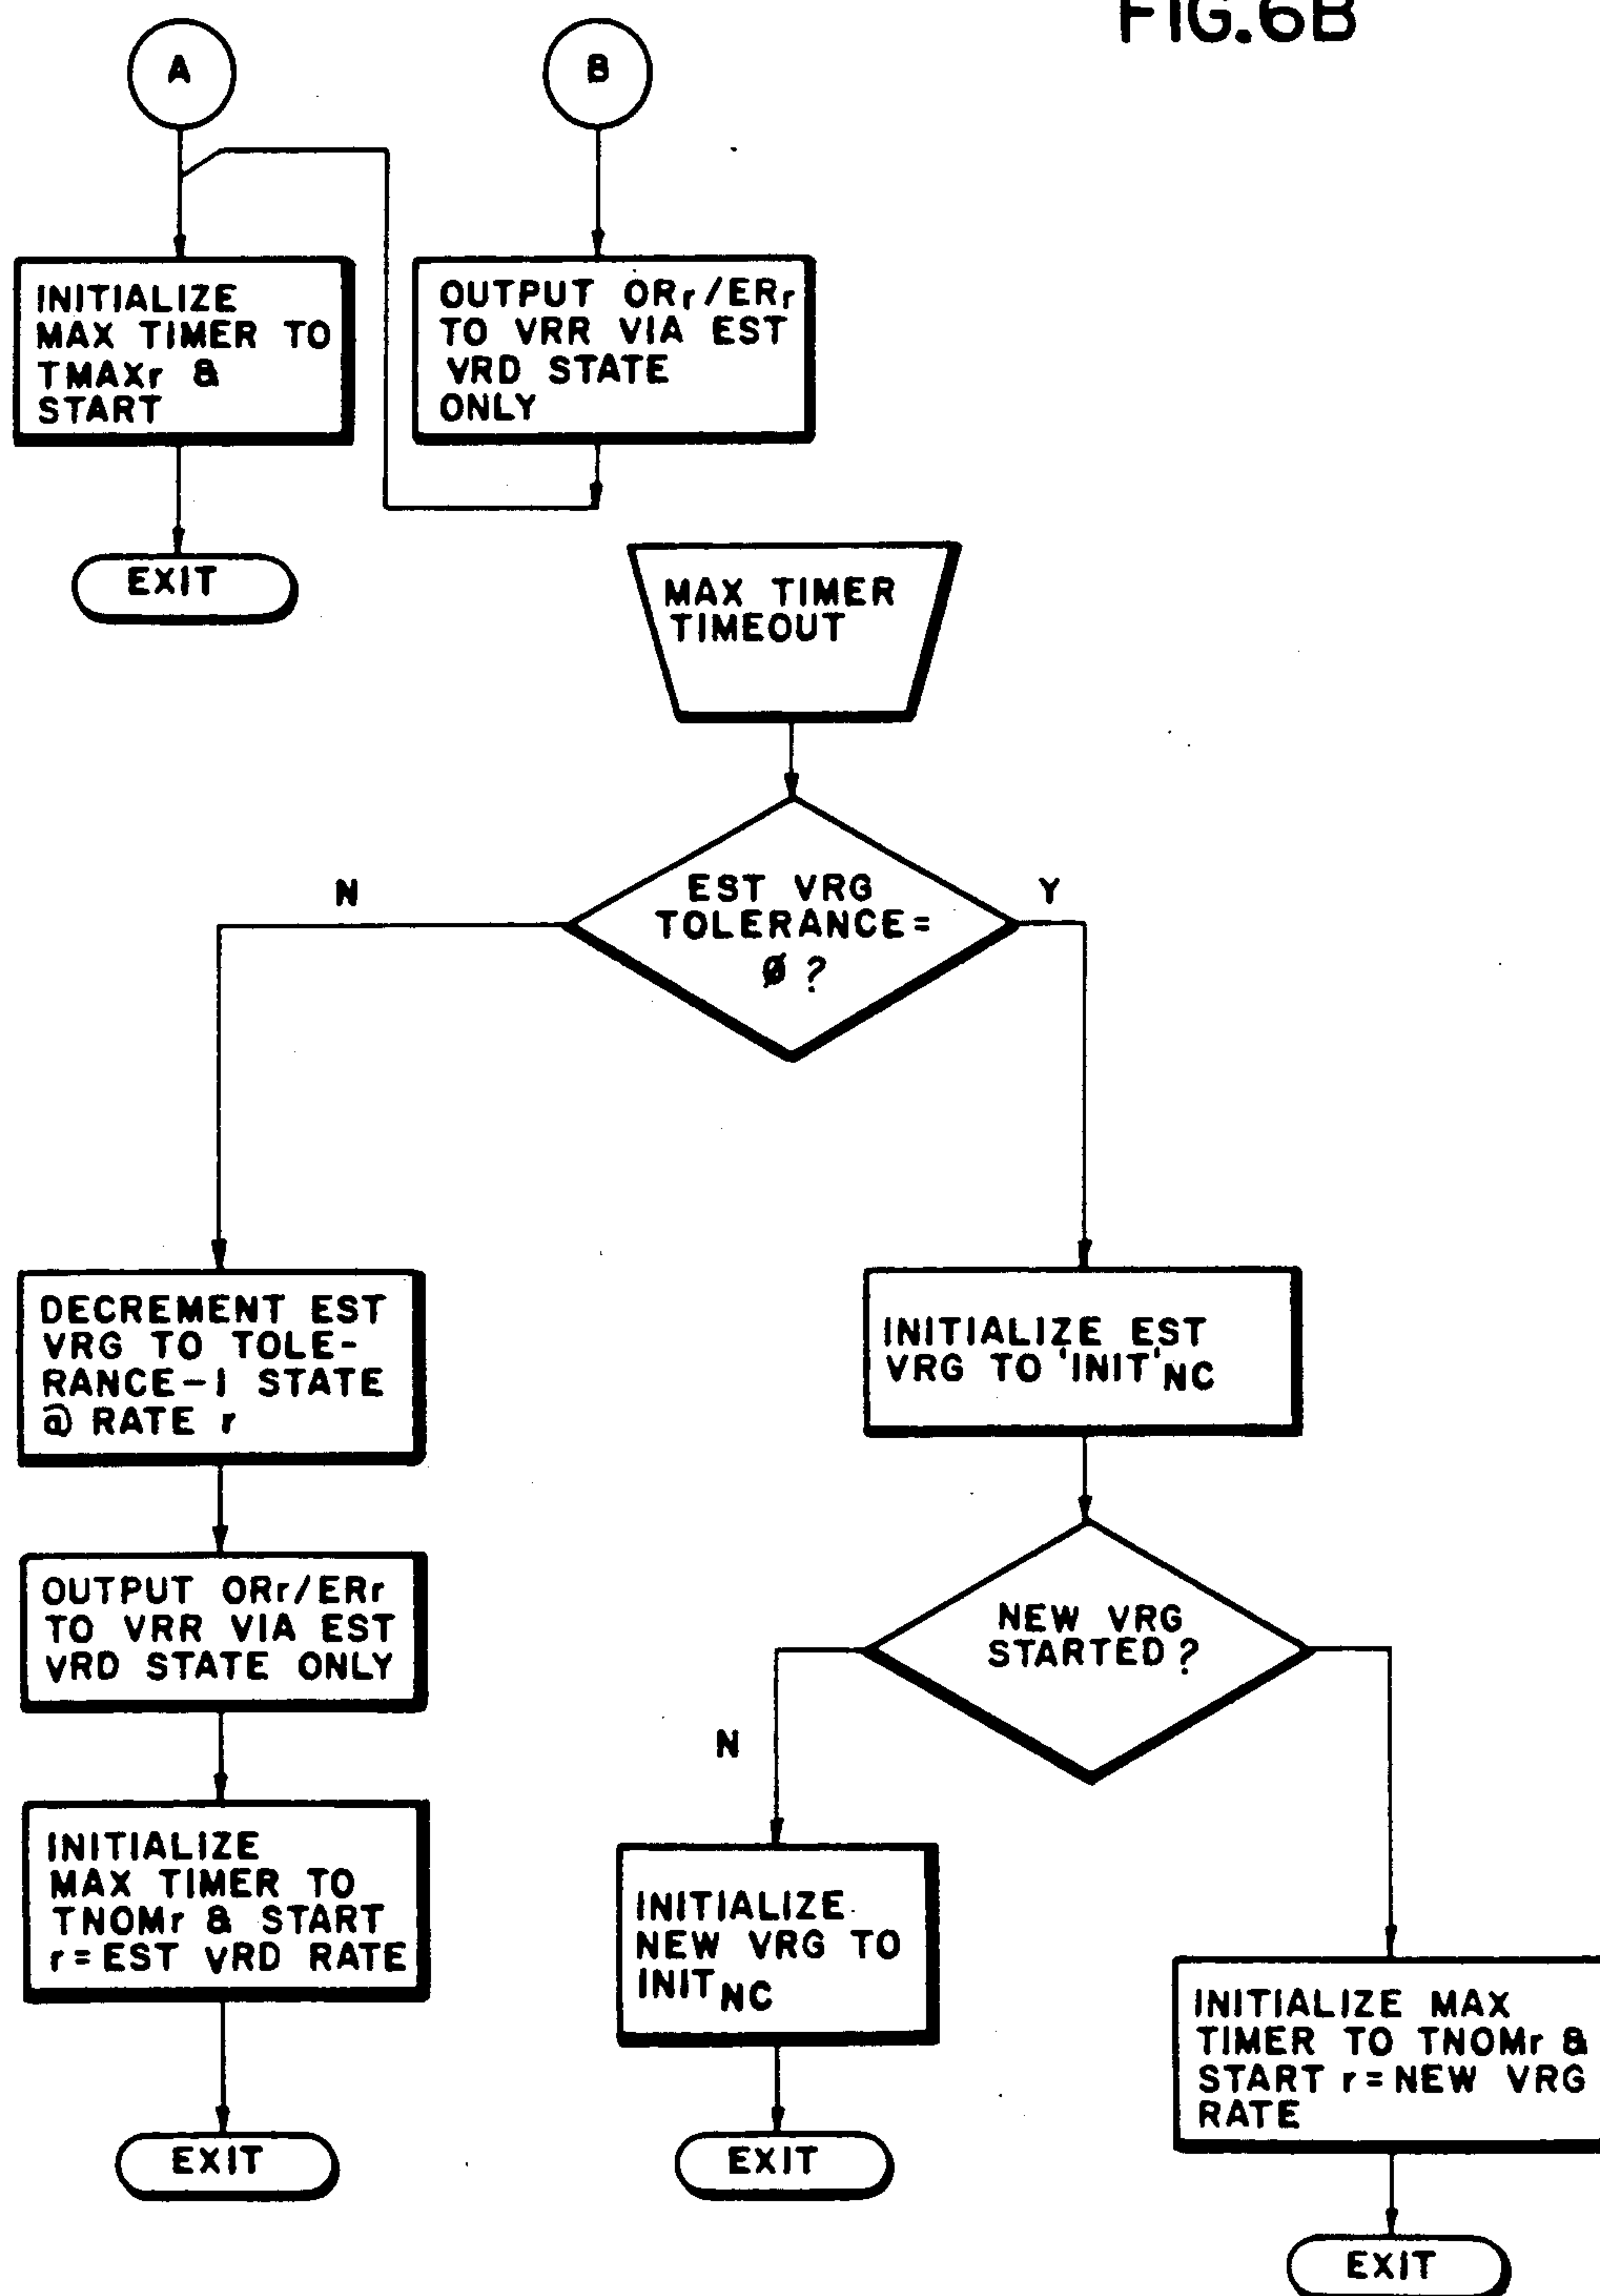 FIG.6B
A
B
INITIALIZE
MAX TIMER TO
TMAXr &
START
OUTPUT ORr/ERr
TO VRR VIA EST
VRD STATE
ONLY
EXIT
MAX TIMER
TIMEOUT
EST VRG
TOLERANCE=
Ø ?
N
Y
DECREMENT EST
VRG TO TOLE-
RANCE-1 STATE
@ RATE r
INITIALIZE EST
VRG TO 'INIT'NC
OUTPUT ORr/ERr
TO VRR VIA EST
VRD STATE ONLY
NEW VRG
STARTED?
N
INITIALIZE
MAX TIMER TO
TNOMr & START
r=EST VRD RATE
INITIALIZE
NEW VRG TO
INITNC
INITIALIZE MAX
TIMER TO TNOMr &
START r=NEW VRG
RATE
EXIT
EXIT
EXIT